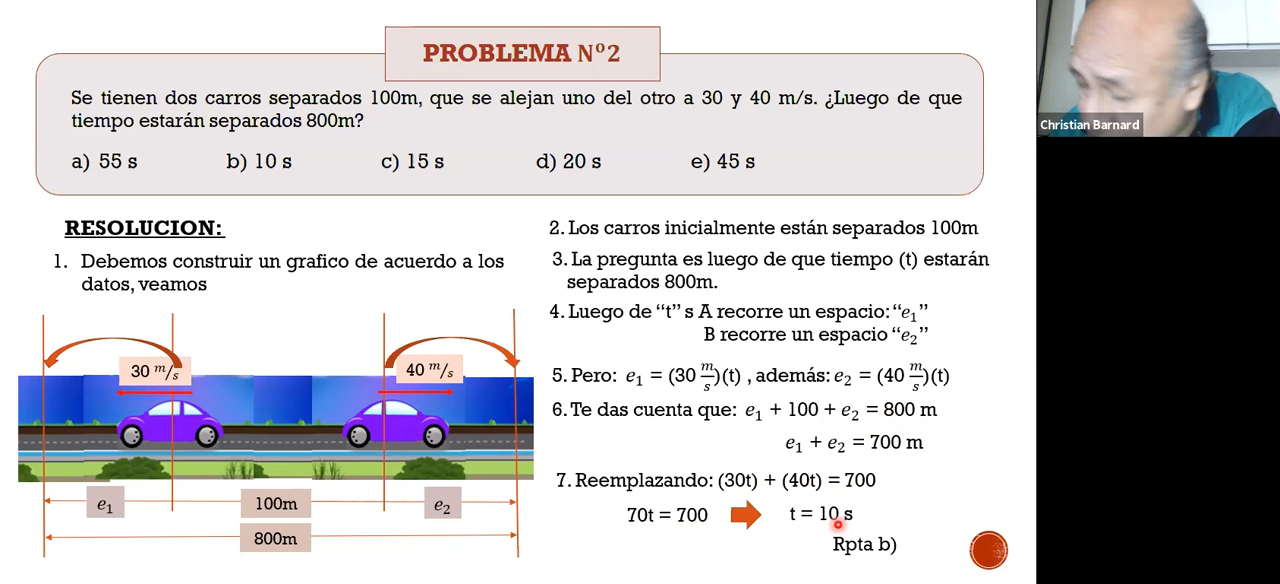 PROBLEMA Nº2
Se tienen dos carros separados 100m, que se alejan uno del otro a 30 y 40 m/s. ¿Luego de que
tiempo estarán separados 800m?
a) 55 s b) 10 s c) 15 s d) 20 s e) 45 s
RESOLUCION:
1. Debemos construir un grafico de acuerdo a los
datos, veamos
30 m/s
40 m/s
e₁
100m
e₂
800m
2. Los carros inicialmente están separados 100m
3. La pregunta es luego de que tiempo (t) estarán
separados 800m.
4. Luego de “t” s A recorre un espacio: “e₁”
B recorre un espacio “e₂”
5. Pero: e₁ = (30 m/s)(t) , además: e₂ = (40 m/s)(t)
6. Te das cuenta que: e₁ + 100 + e₂ = 800 m
e₁ + e₂ = 700 m
7. Reemplazando: (30t) + (40t) = 700
70t = 700 t = 10 s
Rpta b)
Christian Barnard